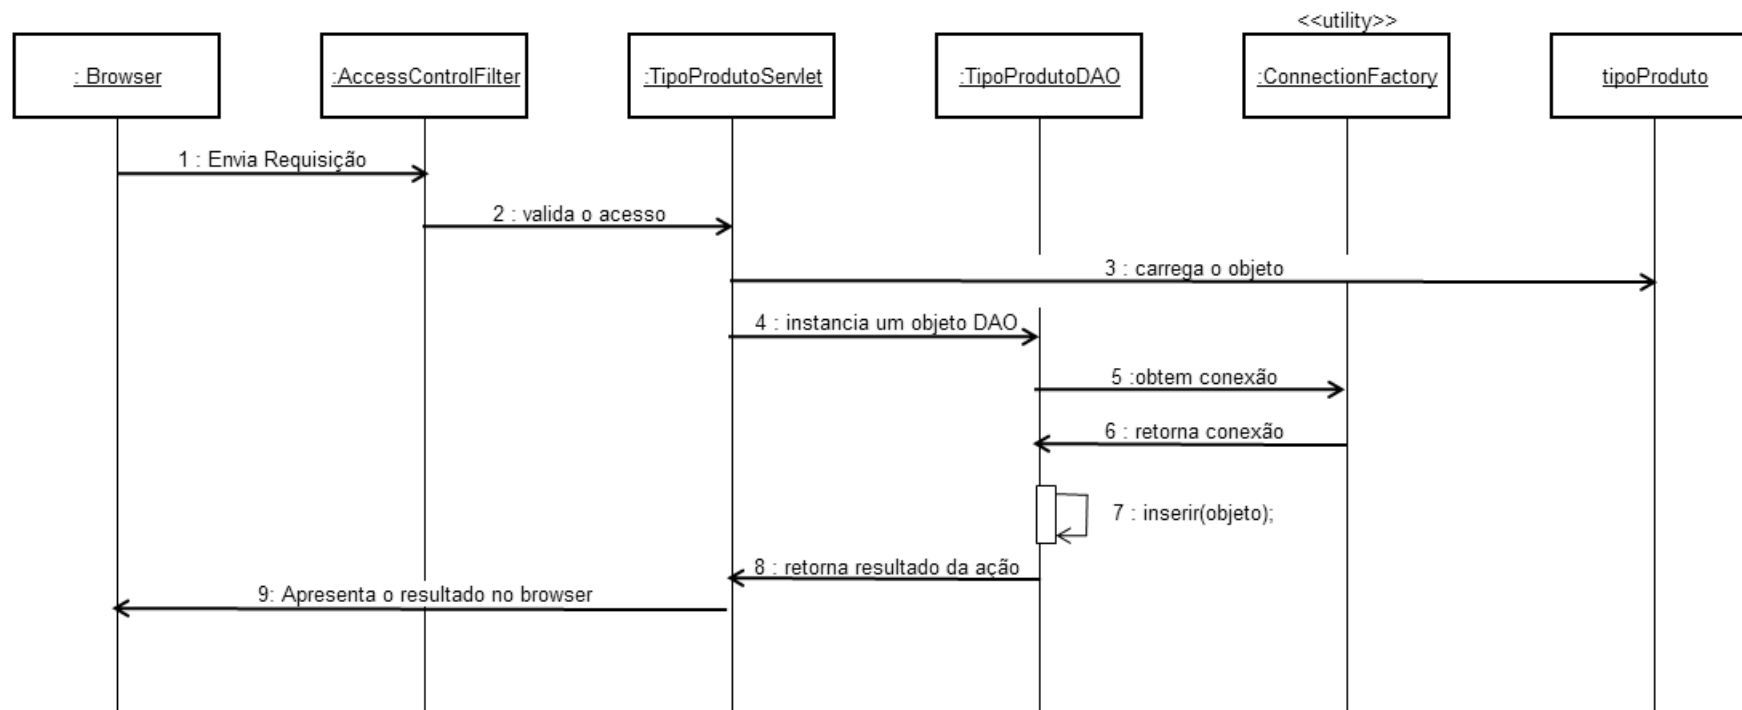 <<utility>>
: Browser
:AccessControlFilter
:TipoProdutoServlet
:TipoProdutoDAO
:ConnectionFactory
tipoProduto
1 : Envia Requisição
2 : valida o acesso
3 : carrega o objeto
4 : instancia um objeto DAO
5 :obtem conexão
6 : retorna conexão
7 : inserir(objeto);
8 : retorna resultado da ação
9: Apresenta o resultado no browser